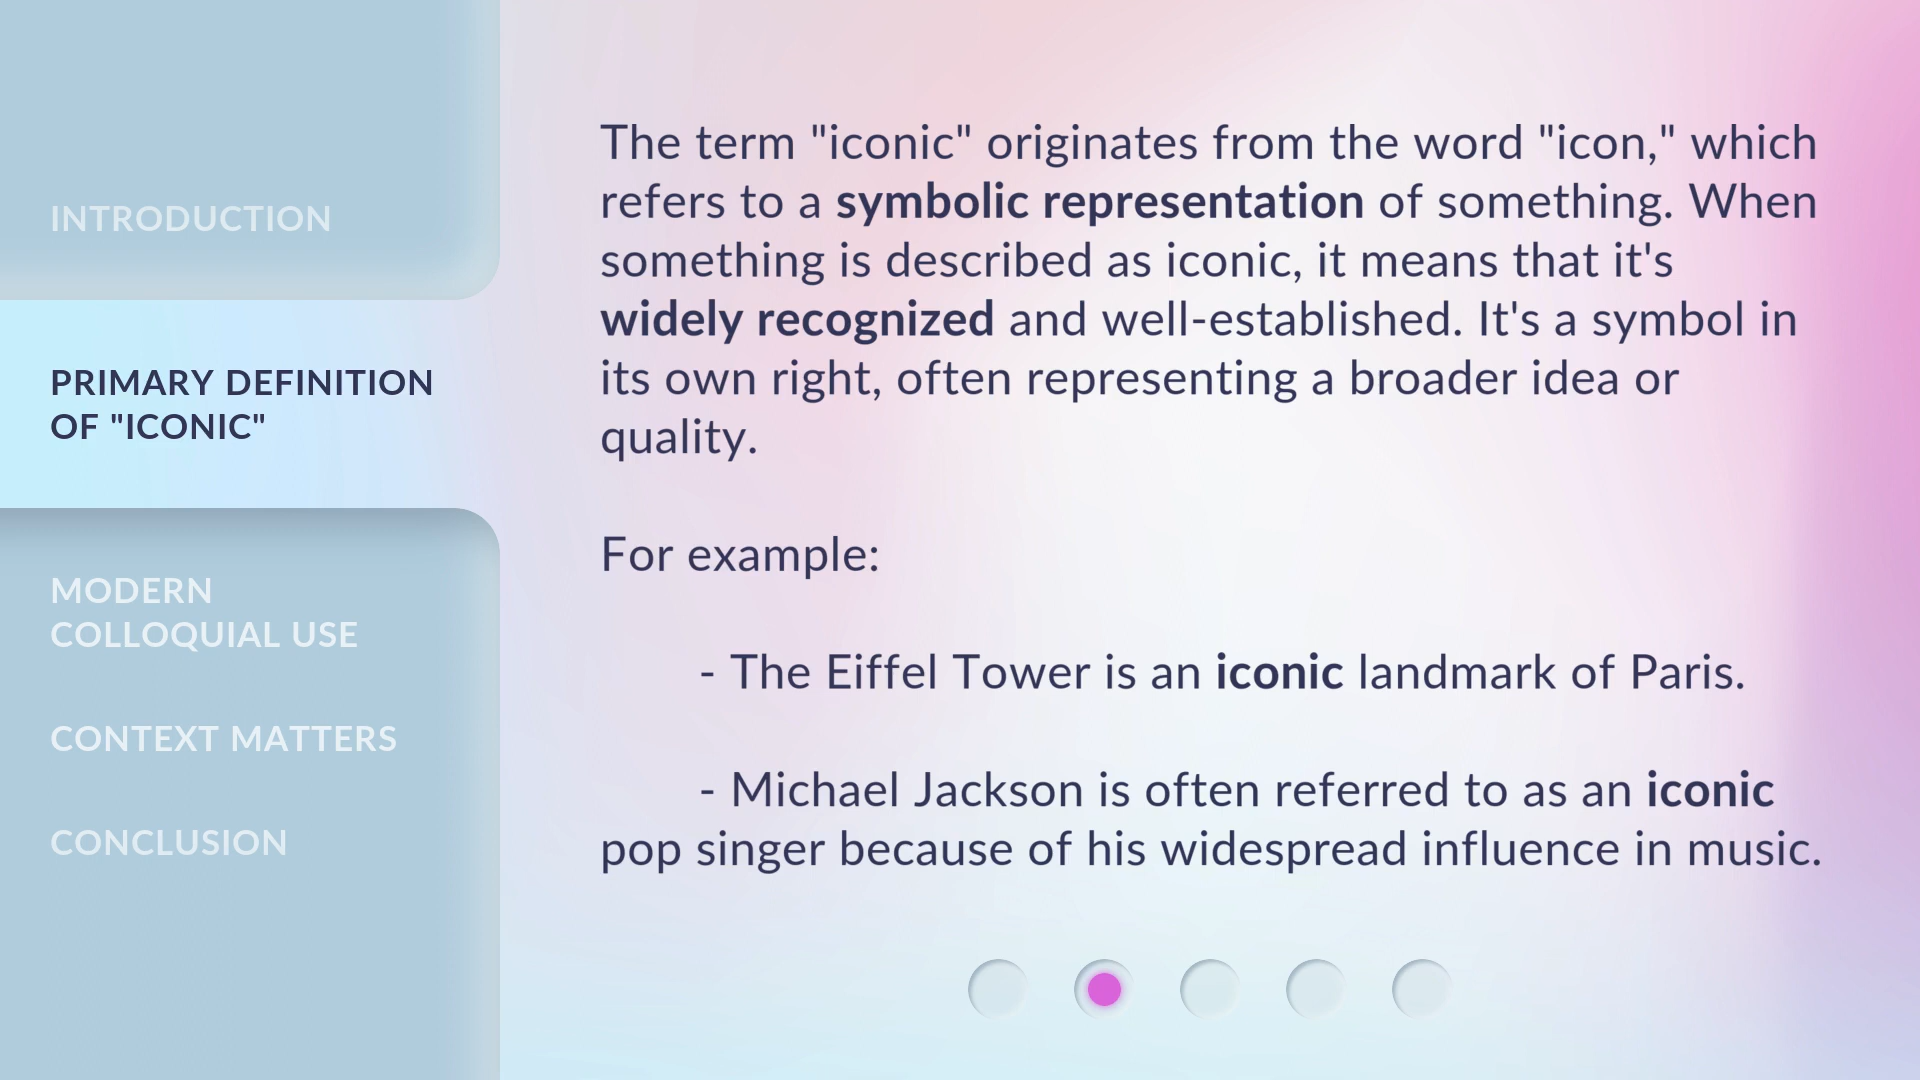 INTRODUCTION
PRIMARY DEFINITION
OF "ICONIC"
MODERN
COLLOQUIAL USE
CONTEXT MATTERS
CONCLUSION
The term "iconic" originates from the word "icon," which
refers to a symbolic representation of something. When
something is described as iconic, it means that it's
widely recognized and well-established. It's a symbol in
its own right, often representing a broader idea or
quality.
For example:
- The Eiffel Tower is an iconic landmark of Paris.
- Michael Jackson is often referred to as an iconic
pop singer because of his widespread influence in music.